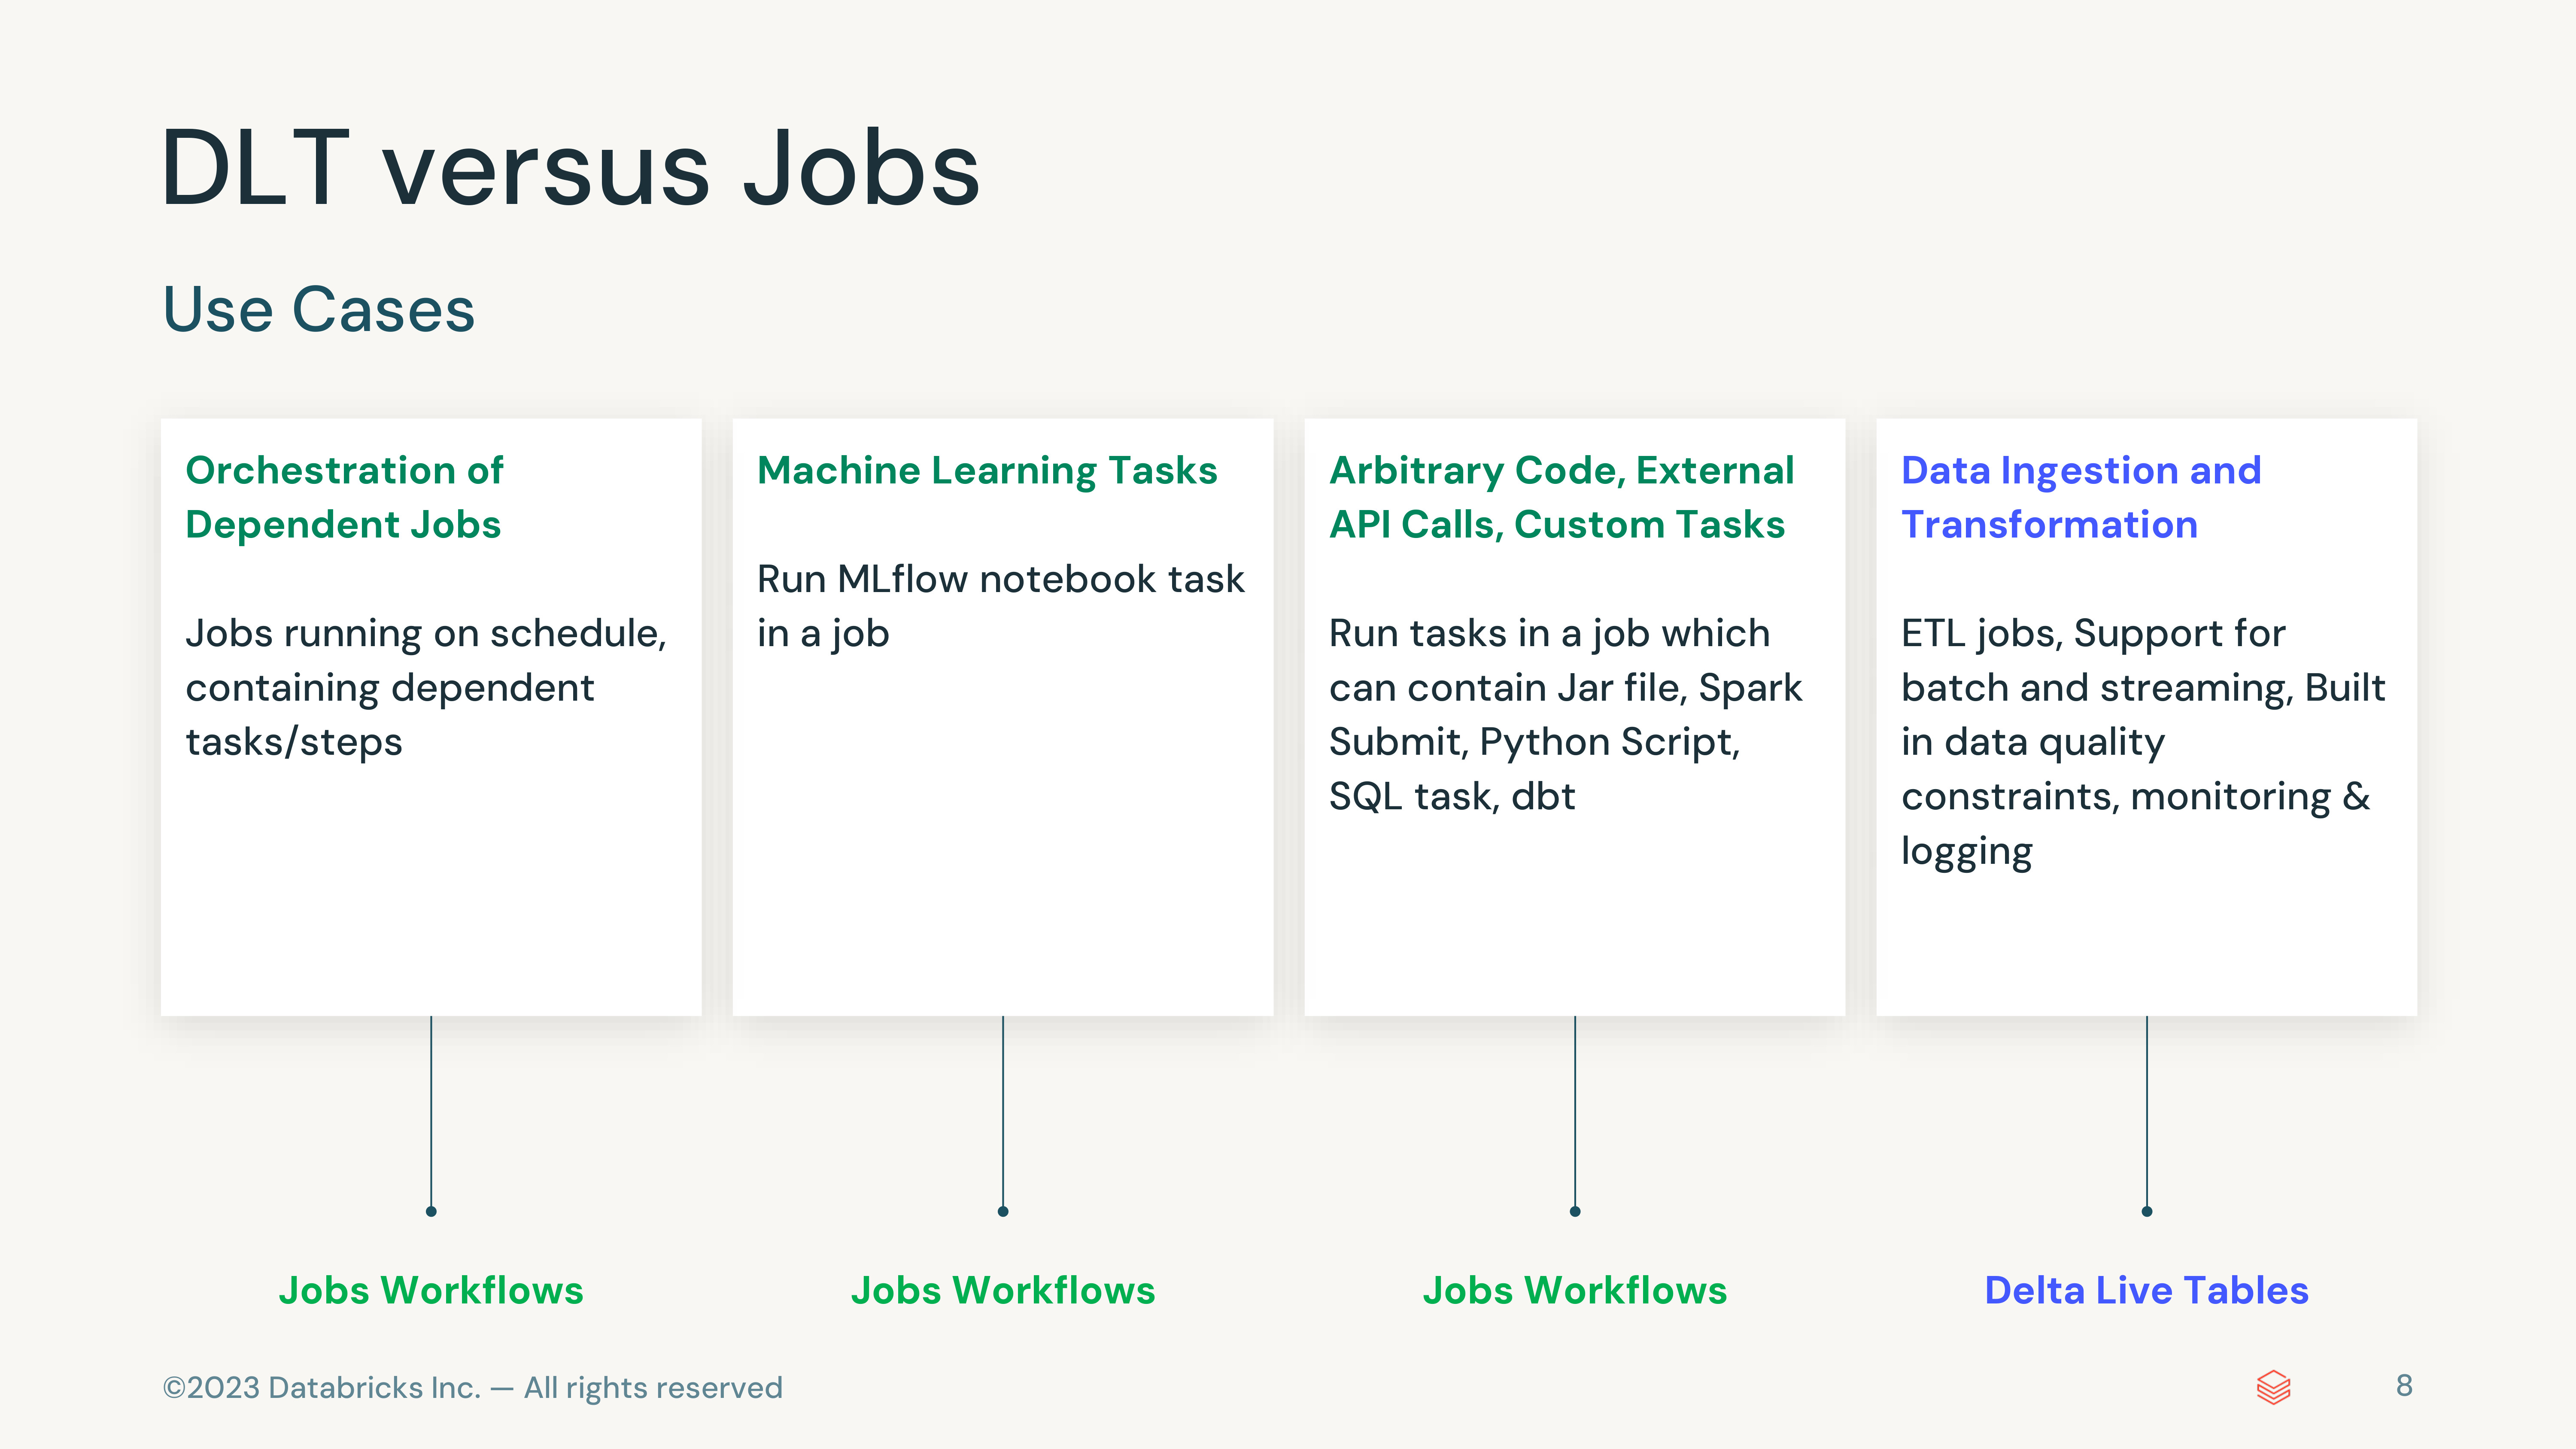 DLT versus Jobs
Use Cases
Orchestration of
Dependent Jobs
Jobs running on schedule,
containing dependent
tasks/steps
Machine Learning Tasks
Run MLflow notebook task
in a job
Arbitrary Code, External
API Calls, Custom Tasks
Run tasks in a job which
can contain Jar file, Spark
Submit, Python Script,
SQL task, dbt
Data Ingestion and
Transformation
ETL jobs, Support for
batch and streaming, Built
in data quality
constraints, monitoring &
logging
Jobs Workflows
Jobs Workflows
Jobs Workflows
Delta Live Tables
©2023 Databricks Inc. — All rights reserved
8